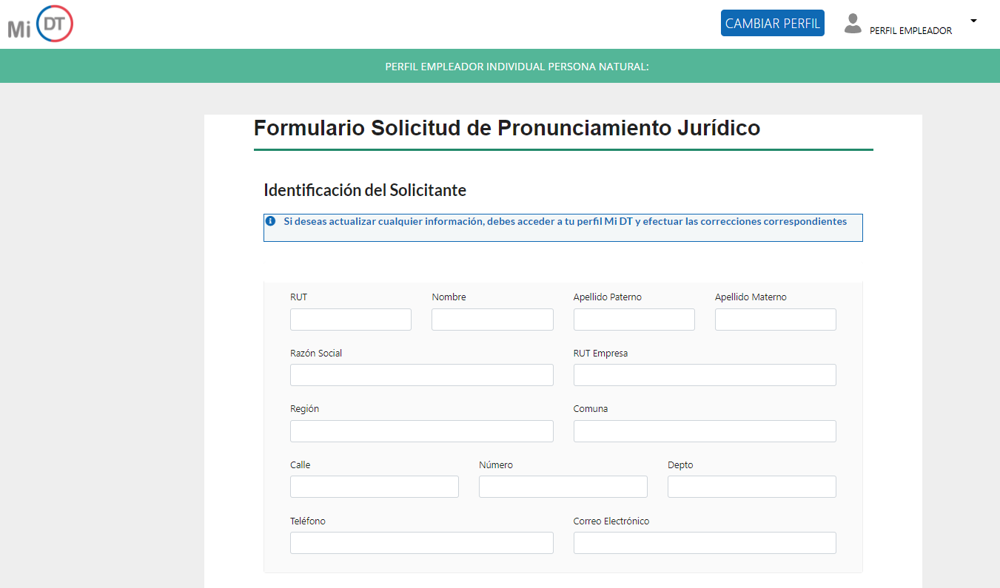 Mi DT
CAMBIAR PERFIL
PERFIL EMPLEADOR
PERFIL EMPLEADOR INDIVIDUAL PERSONA NATURAL:
Formulario Solicitud de Pronunciamiento Jurídico
Identificación del Solicitante
Si deseas actualizar cualquier información, debes acceder a tu perfil Mi DT y efectuar las correcciones correspondientes
RUT Nombre Apellido Paterno Apellido Materno
Razón Social RUT Empresa
Región Comuna
Calle Número Depto
Teléfono Correo Electrónico